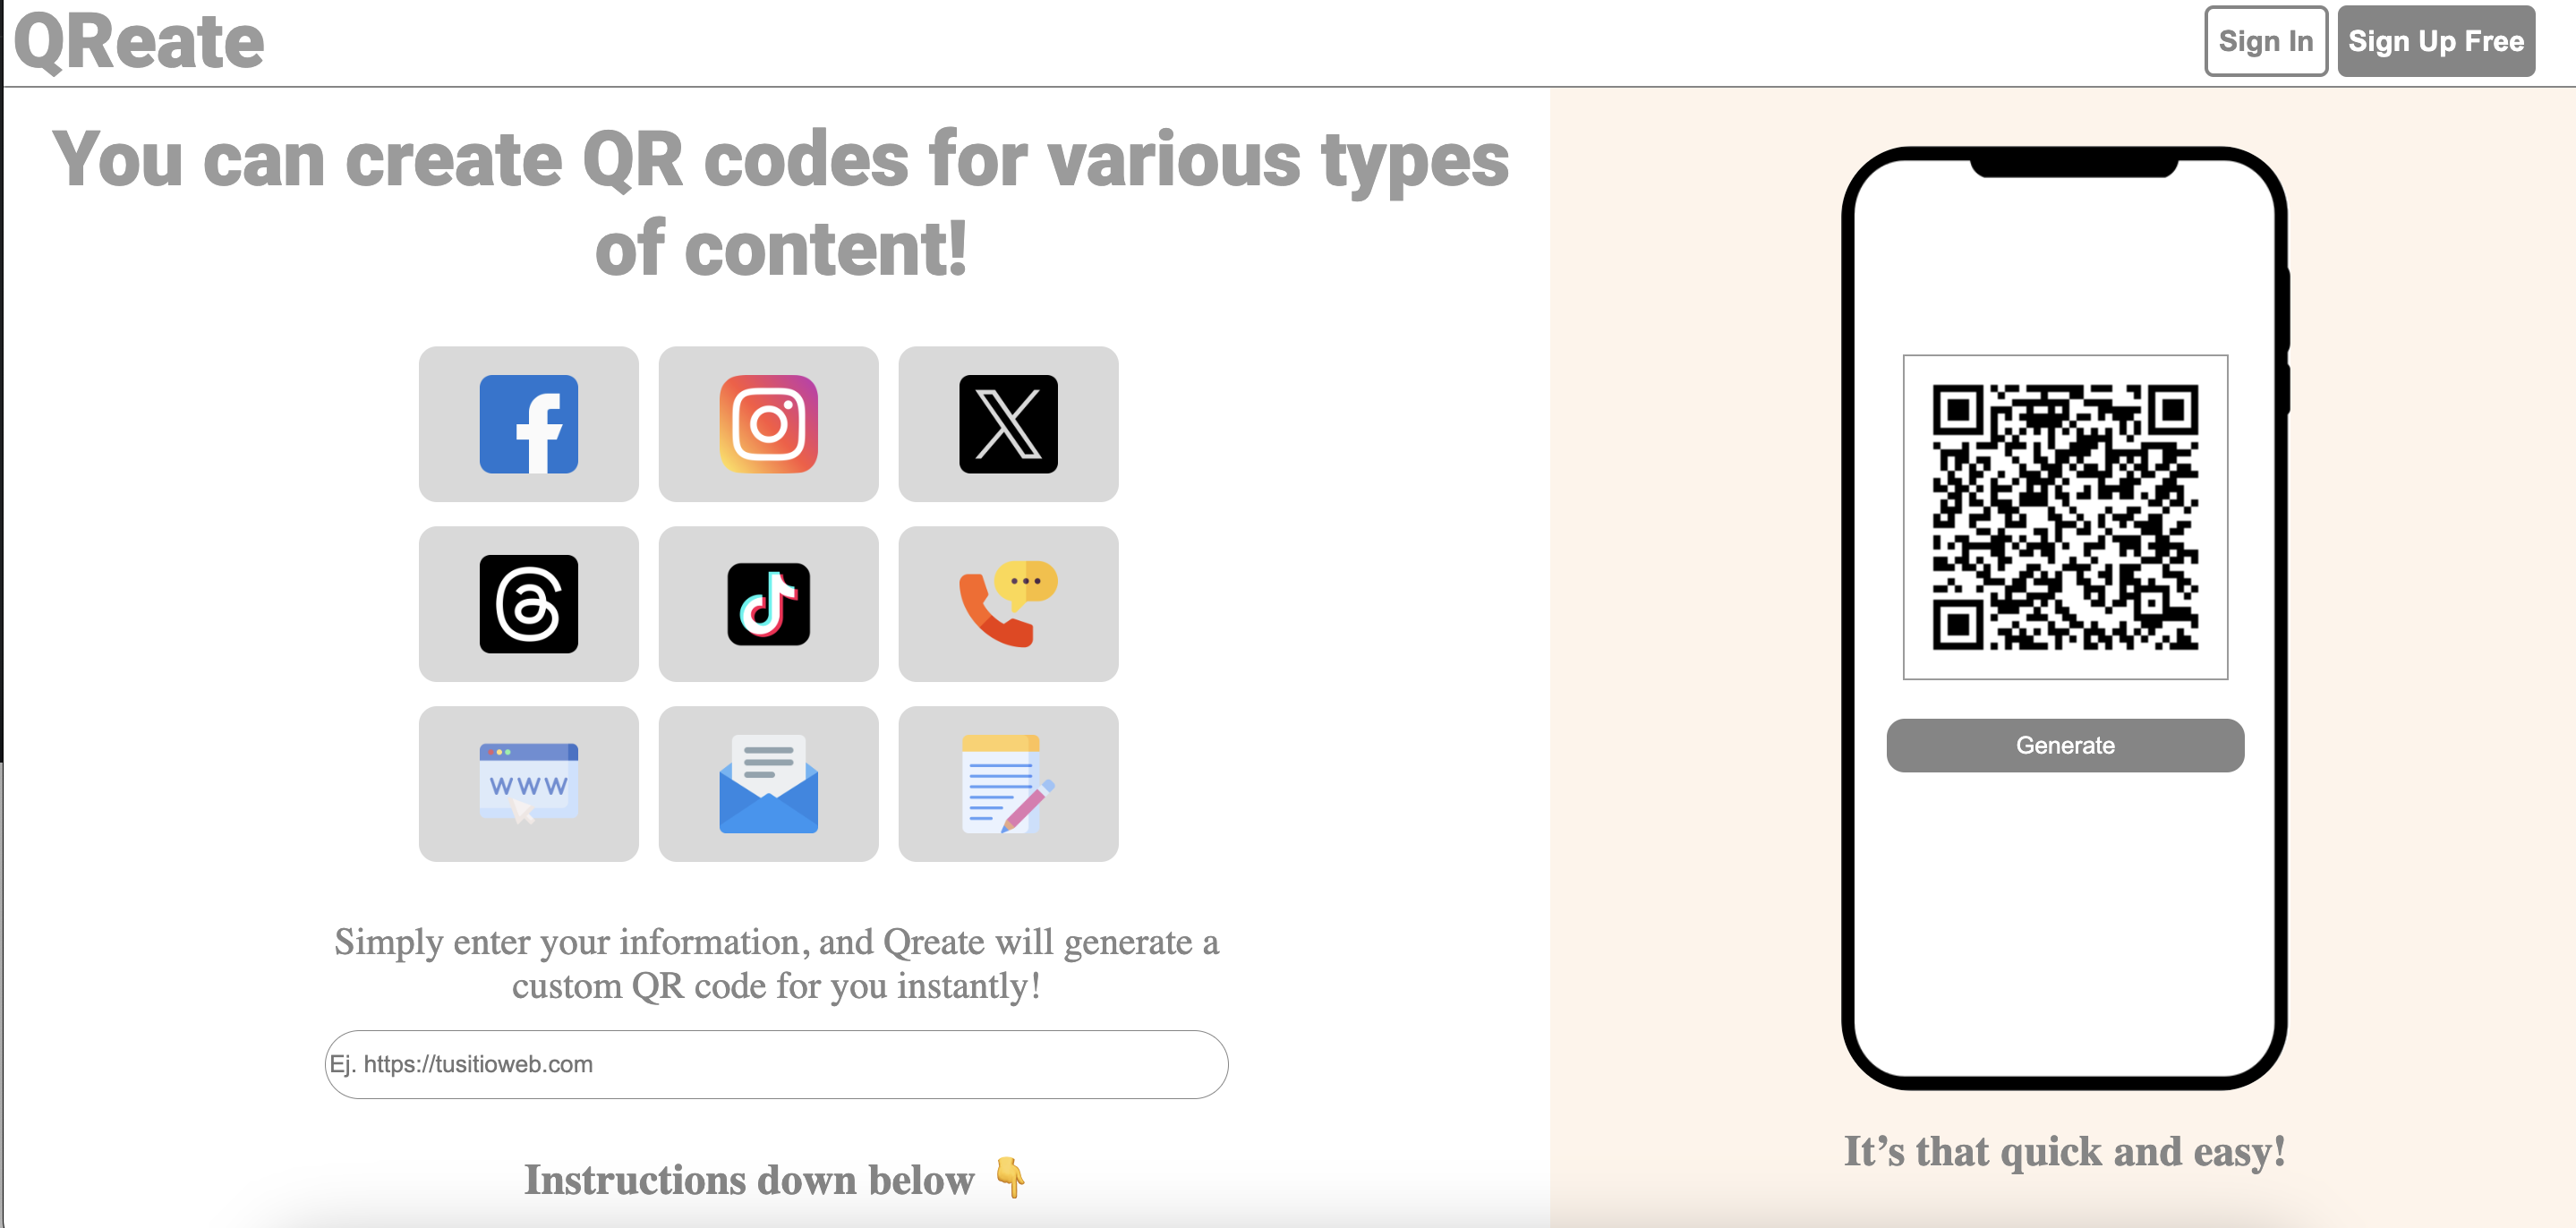 QReate
Sign In
Sign Up Free
You can create QR codes for various types
of content!
WWW
Generate
Simply enter your information, and Qreate will generate a
custom QR code for you instantly!
Ej. https://tusitioweb.com
Instructions down below 👇
It’s that quick and easy!